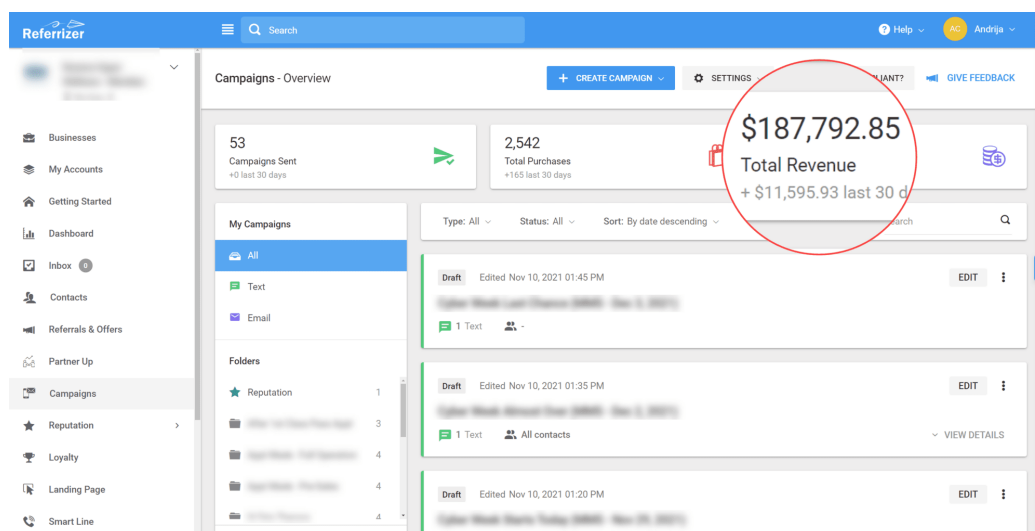 Referrizer
Search
Help
AC
Andrija
Campaigns - Overview
+ CREATE CAMPAIGN
SETTINGS
LIANT?
GIVE FEEDBACK
53
Campaigns Sent
+0 last 30 days
2,542
Total Purchases
+165 last 30 days
$187,792.85
Total Revenue
+ $11,595.93 last 30 d
Businesses
My Accounts
Getting Started
Dashboard
Inbox 0
Contacts
Referrals & Offers
Partner Up
Campaigns
Reputation
Loyalty
Landing Page
Smart Line
My Campaigns
All
Text
Email
Folders
Reputation 1
3
4
4
4
Type: All
Status: All
Sort: By date descending
earch
Draft Edited Nov 10, 2021 01:45 PM
EDIT
1 Text -
Draft Edited Nov 10, 2021 01:35 PM
EDIT
1 Text All contacts
VIEW DETAILS
Draft Edited Nov 10, 2021 01:20 PM
EDIT